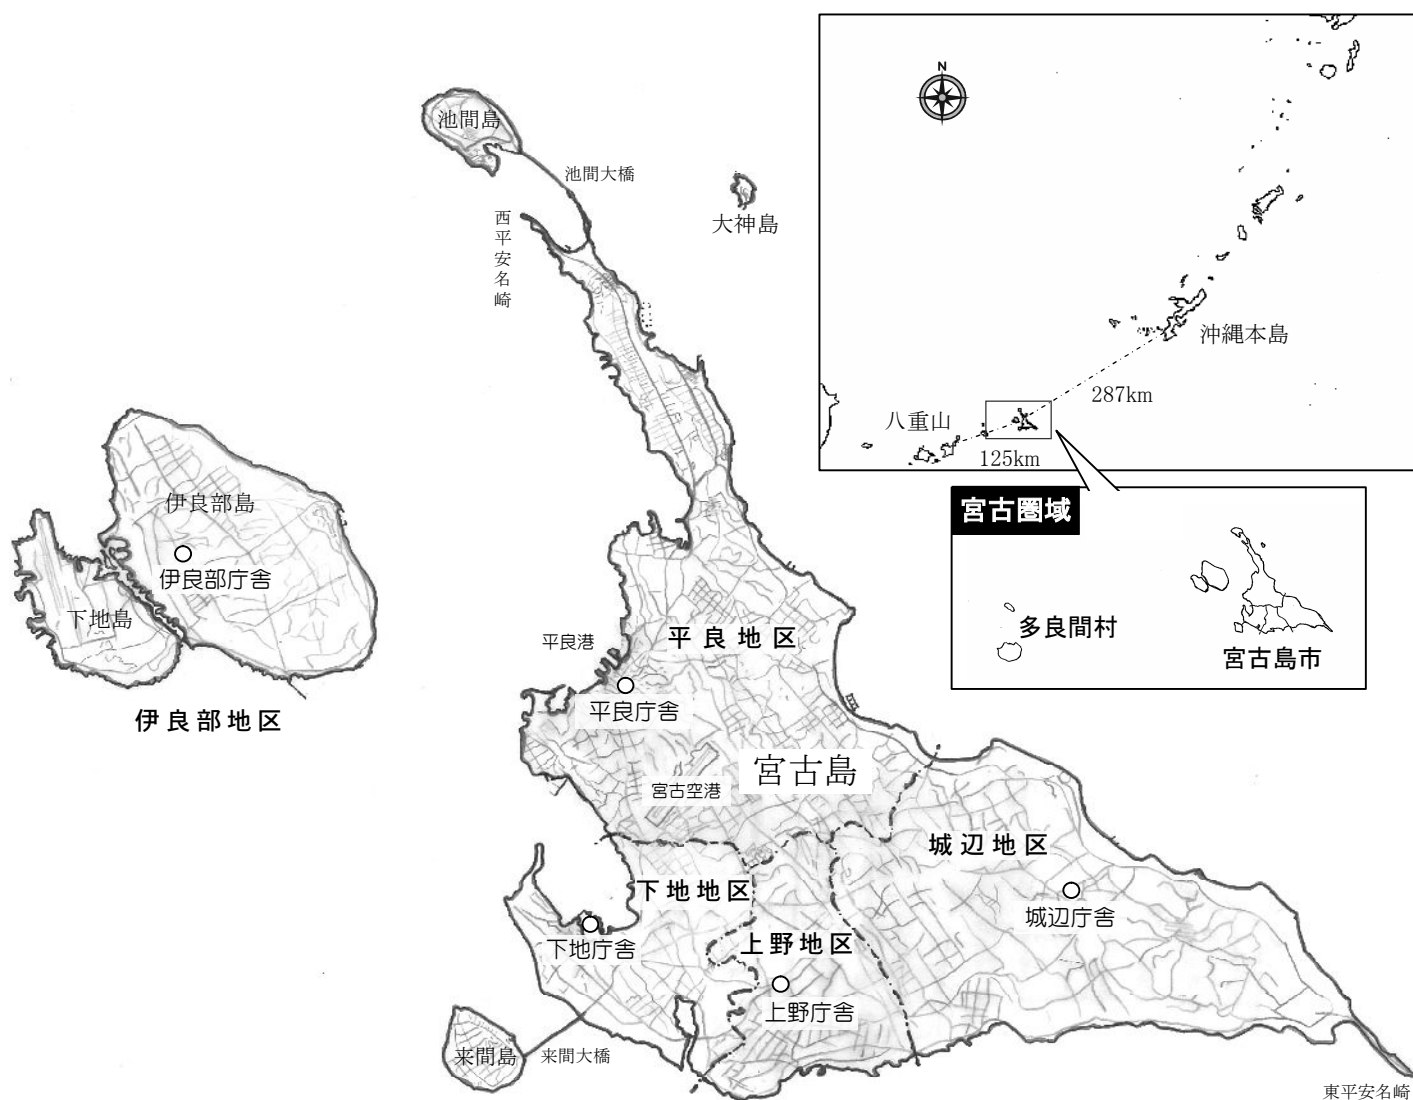 池間島
池間大橋
大神島
西平安名崎
N
沖縄本島
287km
八重山
125km
宮古圏域
多良間村
宮古島市
伊良部島
伊良部庁舎
下地島
伊良部地区
平良港
平良地区
平良庁舎
宮古島
宮古空港
城辺地区
下地地区
城辺庁舎
下地庁舎
上野地区
上野庁舎
来間島
来間大橋
東平安名崎